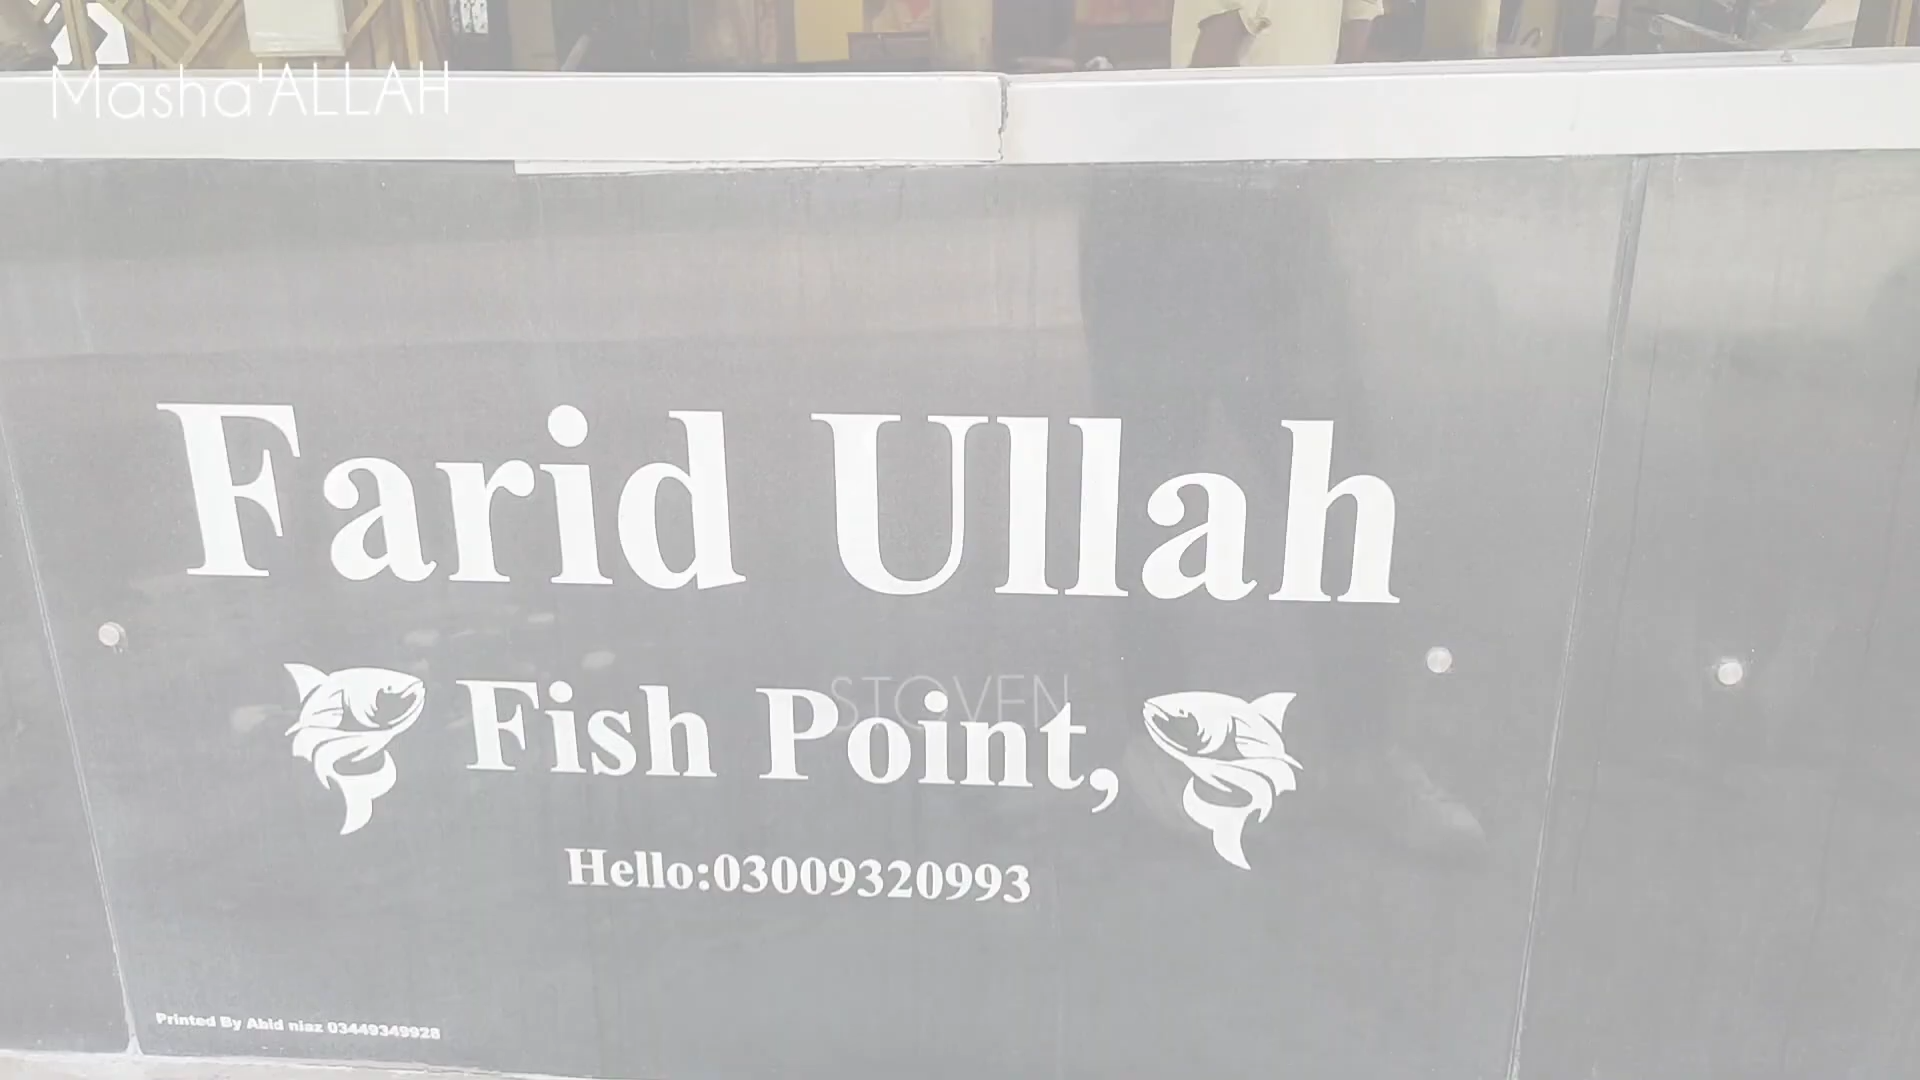 Masha'ALLAH
Farid Ullah
Fish Point,
STOVEN
Hello:03009320993
Printed By Abid niaz 03449349928